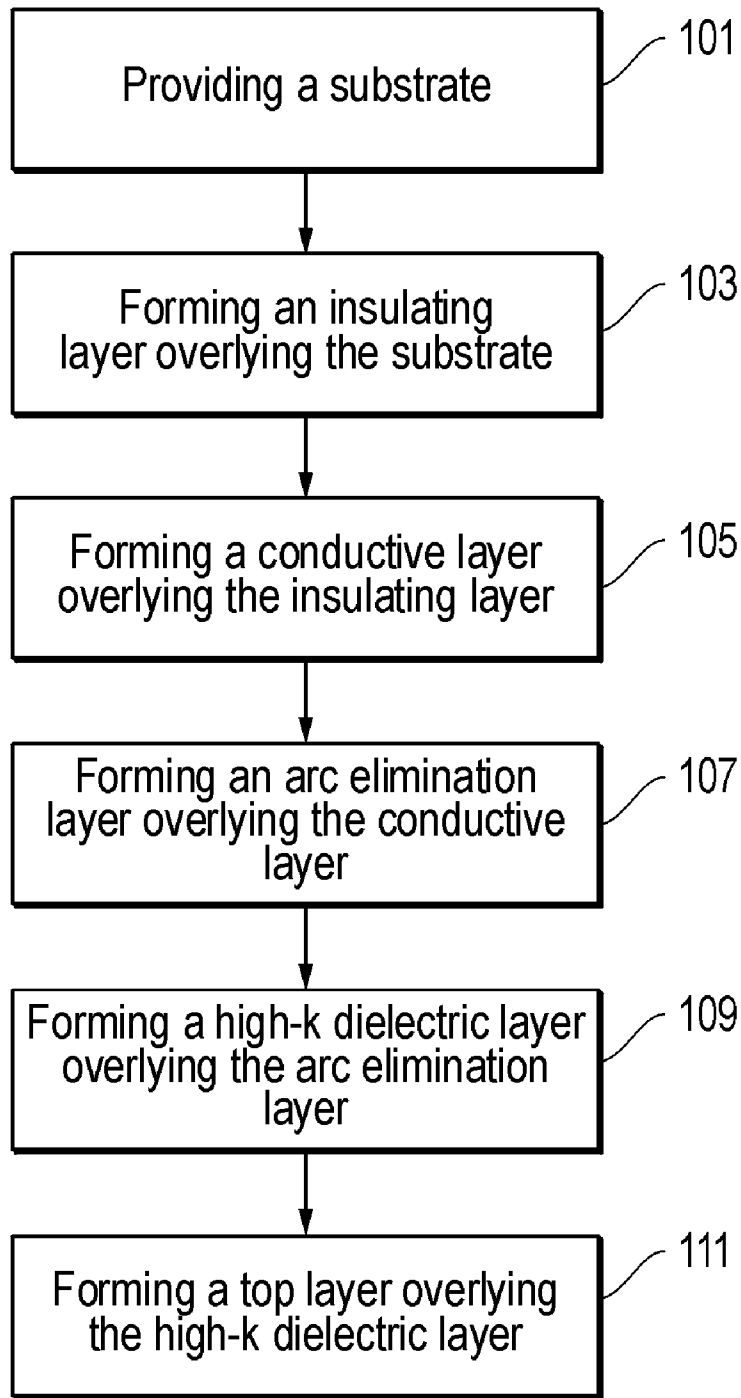 101
Providing a substrate
103
Forming an insulating
layer overlying the substrate
105
Forming a conductive layer
overlying the insulating layer
107
Forming an arc elimination
layer overlying the conductive
layer
109
Forming a high-k dielectric layer
overlying the arc elimination
layer
111
Forming a top layer overlying
the high-k dielectric layer